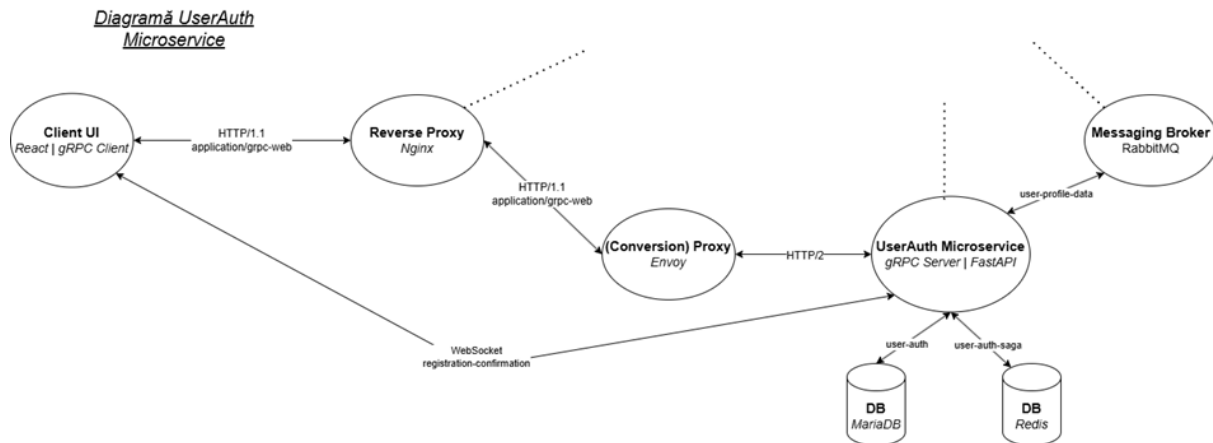 Diagramă UserAuth
Microservice
Client UI
React | gRPC Client
HTTP/1.1
application/grpc-web
Reverse Proxy
Nginx
HTTP/1.1
application/grpc-web
(Conversion) Proxy
Envoy
HTTP/2
UserAuth Microservice
gRPC Server | FastAPI
Messaging Broker
RabbitMQ
user-profile-data
WebSocket
registration-confirmation
user-auth
user-auth-saga
DB
MariaDB
DB
Redis